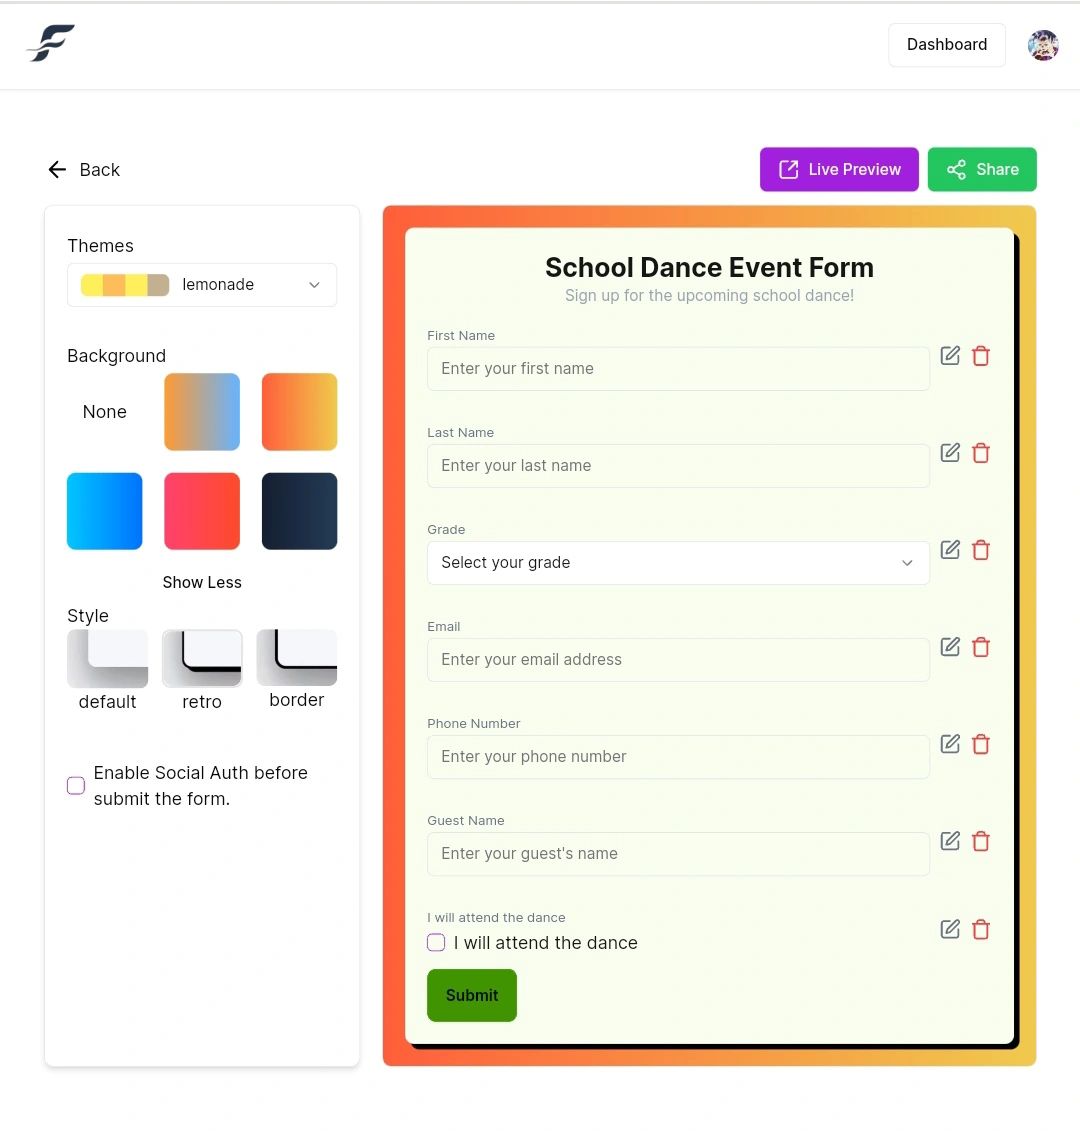 Dashboard
Back
Live Preview
Share
Themes
lemonade
Background
None
Show Less
Style
default
retro
border
Enable Social Auth before
submit the form.
School Dance Event Form
Sign up for the upcoming school dance!
First Name
Enter your first name
Last Name
Enter your last name
Grade
Select your grade
Email
Enter your email address
Phone Number
Enter your phone number
Guest Name
Enter your guest's name
I will attend the dance
I will attend the dance
Submit